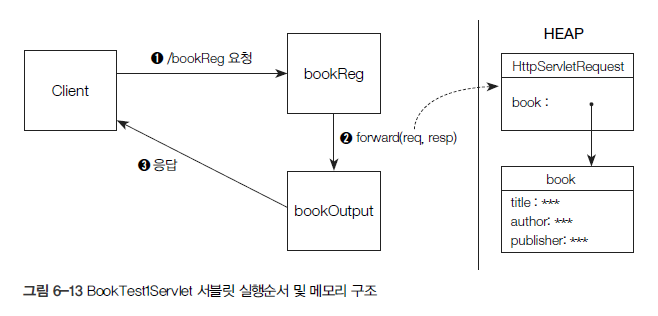 HEAP
❶ /bookReg 요청
HttpServletRequest
bookReg
Client
book :
❷ forward(req, resp)
❸ 응답
book
bookOutput
title : ***
author: ***
publisher: ***
그림 6-13 BookTest1Servlet 서블릿 실행순서 및 메모리 구조